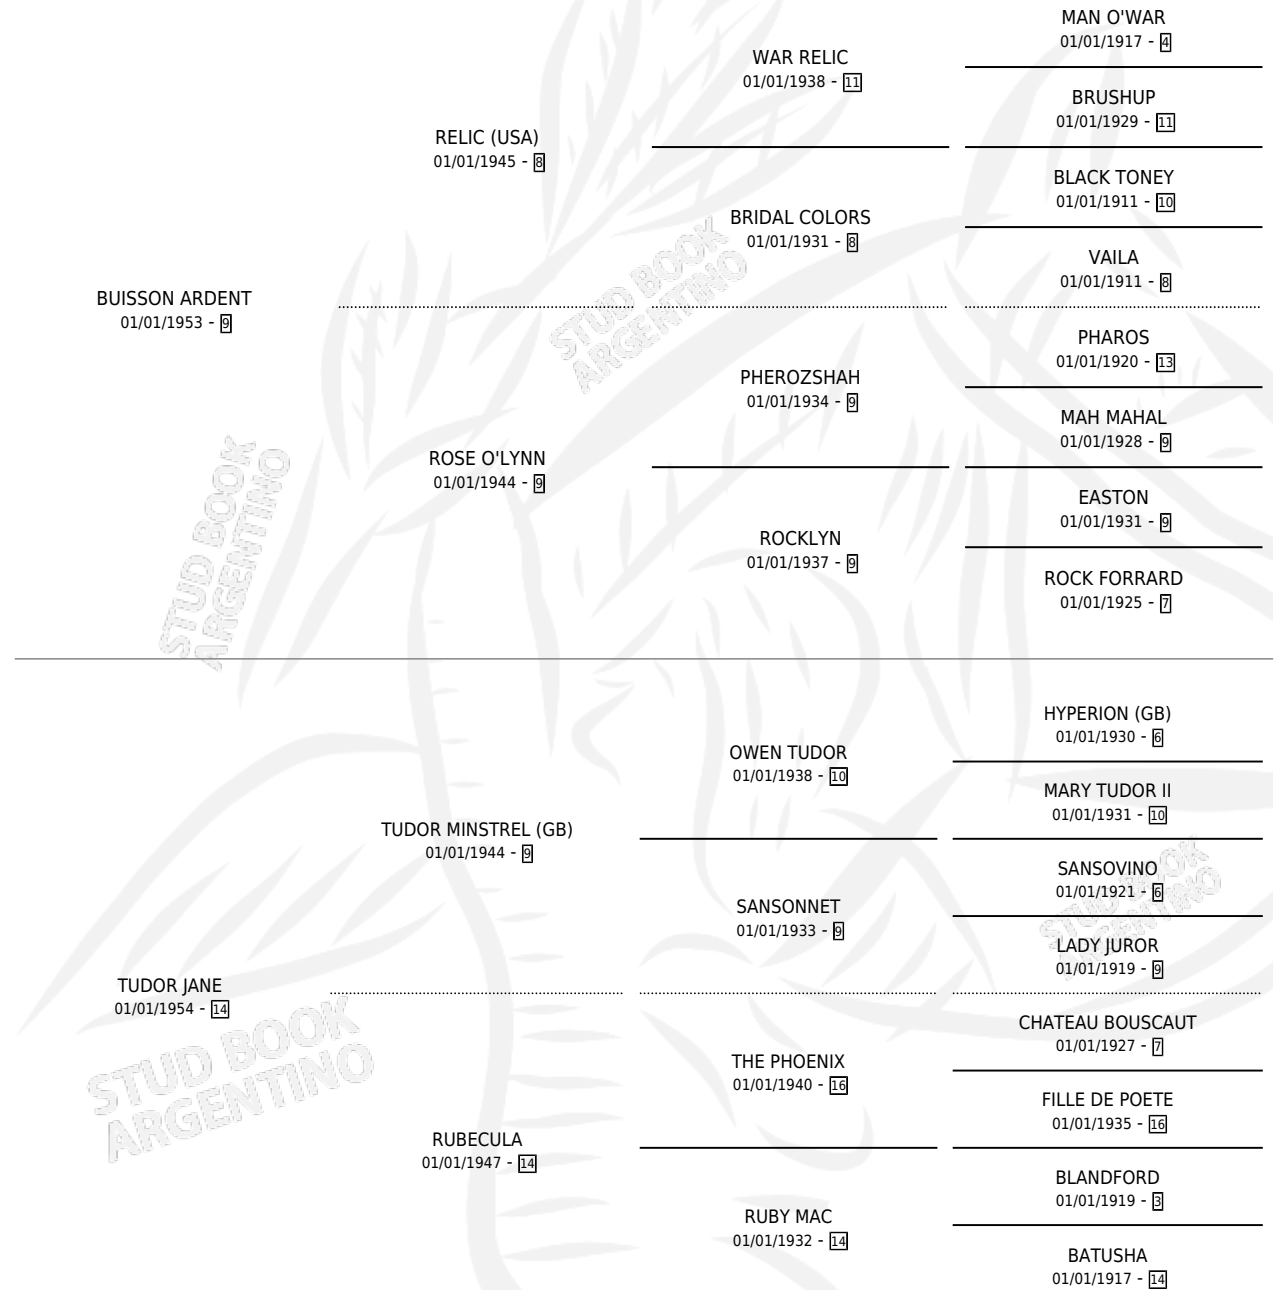 MAN O'WAR
01/01/1917 - 4
WAR RELIC
01/01/1938 - 11
BRUSHUP
01/01/1929 - 11
RELIC (USA)
01/01/1945 - 8
BLACK TONEY
01/01/1911 - 10
BRIDAL COLORS
01/01/1931 - 8
VAILA
01/01/1911 - 8
BUISSON ARDENT
01/01/1953 - 9
STUD BOOK
ARGENTINO
PHAROS
01/01/1920 - 13
PHEROZSHAH
01/01/1934 - 9
MAH MAHAL
01/01/1928 - 9
ROSE O'LYNN
01/01/1944 - 9
EASTON
01/01/1931 - 9
ROCKLYN
01/01/1937 - 9
ROCK FORRARD
01/01/1925 - 7
STUD BOOK
ARGENTINO
HYPERION (GB)
01/01/1930 - 6
OWEN TUDOR
01/01/1938 - 10
MARY TUDOR II
01/01/1931 - 10
TUDOR MINSTREL (GB)
01/01/1944 - 9
SANSOVINO
01/01/1921 - 6
SANSONNET
01/01/1933 - 9
LADY JUROR
01/01/1919 - 9
STUD BOOK
ARGENTINO
TUDOR JANE
01/01/1954 - 14
CHATEAU BOUSCAUT
01/01/1927 - 7
THE PHOENIX
01/01/1940 - 16
FILLE DE POETE
01/01/1935 - 16
STUD BOOK
ARGENTINO
RUBECULA
01/01/1947 - 14
BLANDFORD
01/01/1919 - 3
RUBY MAC
01/01/1932 - 14
BATUSHA
01/01/1917 - 14